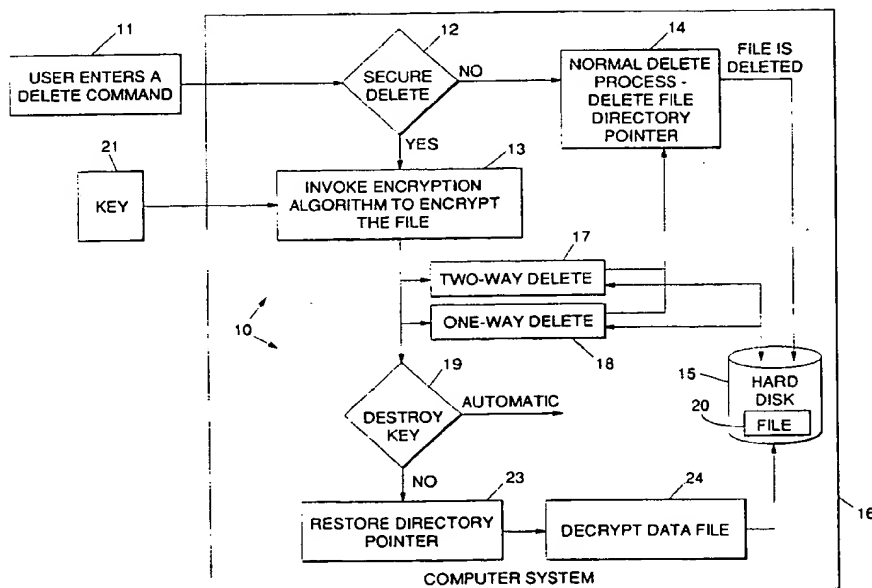 11
USER ENTERS A
DELETE COMMAND
12
SECURE
DELETE
NO
YES
14
NORMAL DELETE
PROCESS -
DELETE FILE
DIRECTORY
POINTER
FILE IS
DELETED
21
KEY
13
INVOKE ENCRYPTION
ALGORITHM TO ENCRYPT
THE FILE
17
TWO-WAY DELETE
ONE-WAY DELETE
18
10
19
DESTROY
KEY
AUTOMATIC
NO
15
HARD
DISK
20
FILE
23
RESTORE DIRECTORY
POINTER
24
DECRYPT DATA FILE
16
COMPUTER SYSTEM